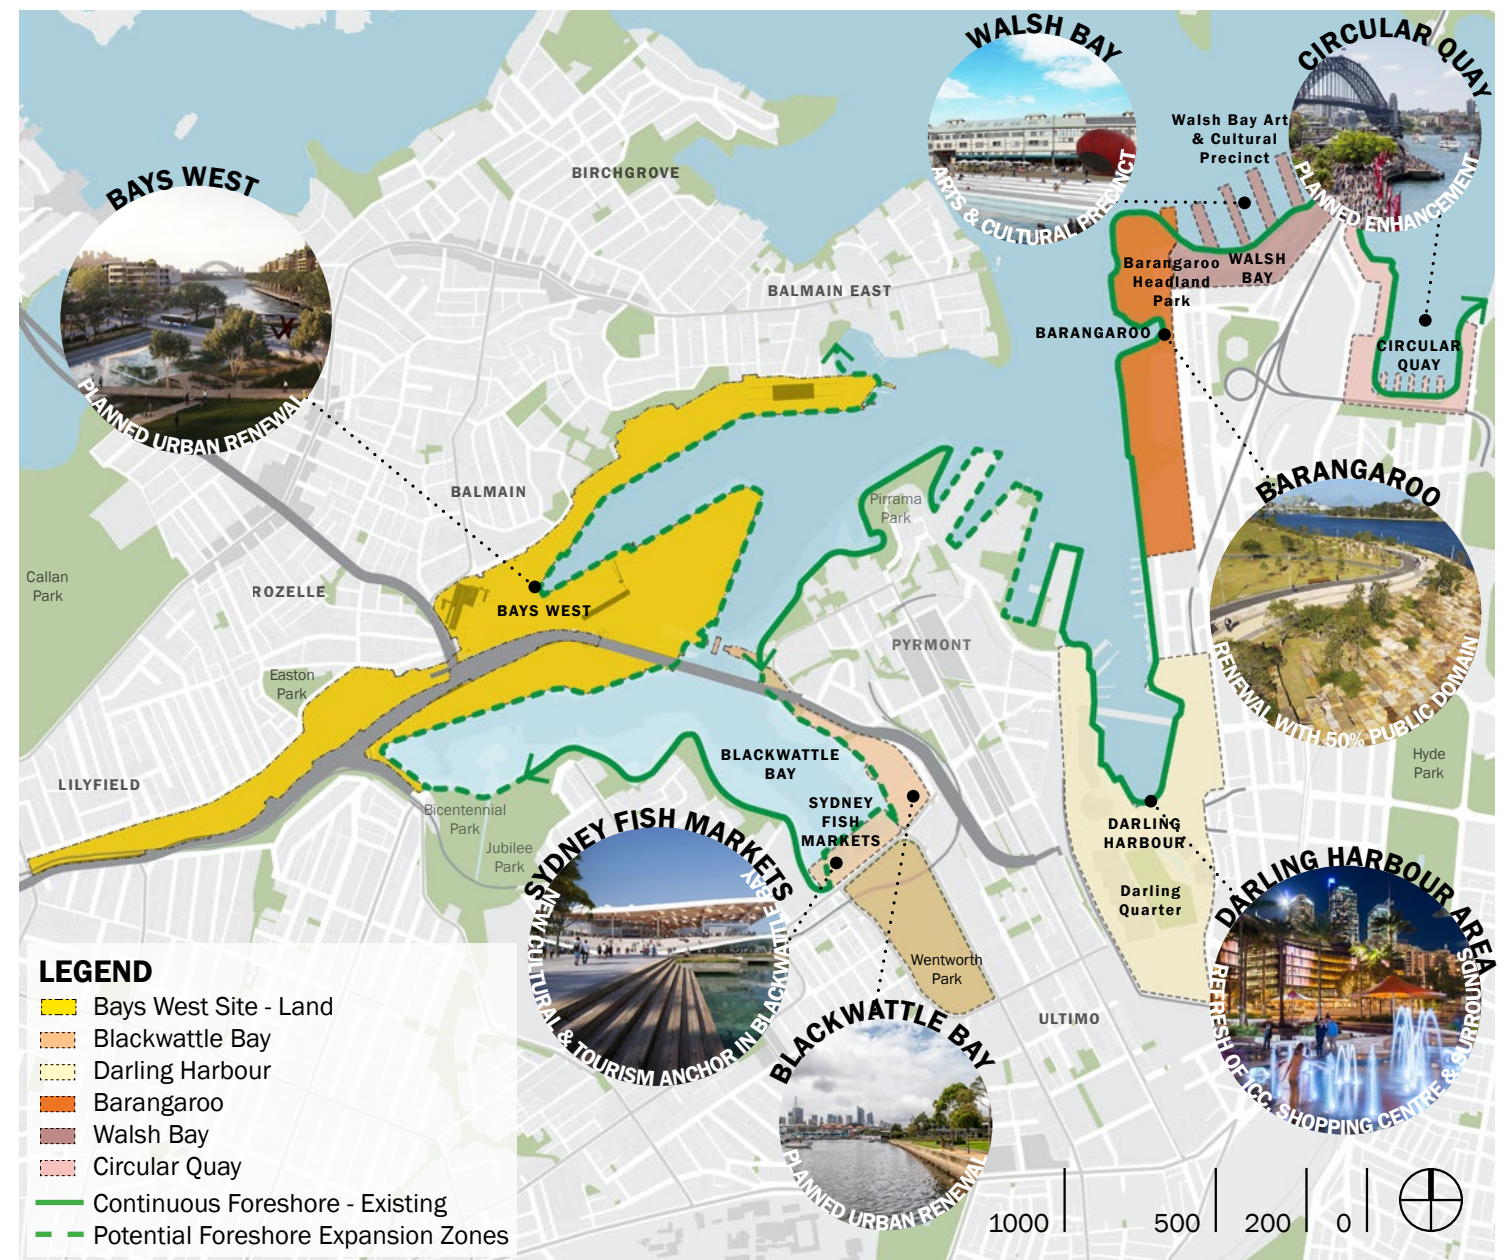 WALSH BAY
ARTS & CULTURAL PRECINCT
CIRCULAR QUAY
PLANNED ENHANCEMENT
Walsh Bay Art
& Cultural
Precinct
BAYS WEST
PLANNED URBAN RENEWAL
BIRCHGROVE
BALMAIN EAST
Barangaroo
Headland
Park
WALSH
BAY
BARANGAROO
CIRCULAR
QUAY
BALMAIN
Pirrama
Park
BARANGAROO
RENEWAL WITH 50% PUBLIC DOMAIN
Callan
Park
ROZELLE
BAYS WEST
PYRMONT
Easton
Park
LILYFIELD
BLACKWATTLE
BAY
Hyde
Park
Bicentennial
Park
SYDNEY
FISH
MARKETS
DARLING
HARBOUR
Jubilee
Park
SYDNEY FISH MARKETS
NEW CULTURAL & TOURISM ANCHOR IN BLACKWATTLE BAY
Darling
Quarter
DARLING HARBOUR AREA
REFRESH OF ICC, SHOPPING CENTRE & SURROUNDS
Wentworth
Park
ULTIMO
BLACKWATTLE BAY
PLANNED URBAN RENEWAL
LEGEND
Bays West Site - Land
Blackwattle Bay
Darling Harbour
Barangaroo
Walsh Bay
Circular Quay
Continuous Foreshore - Existing
Potential Foreshore Expansion Zones
1000 500 200 0